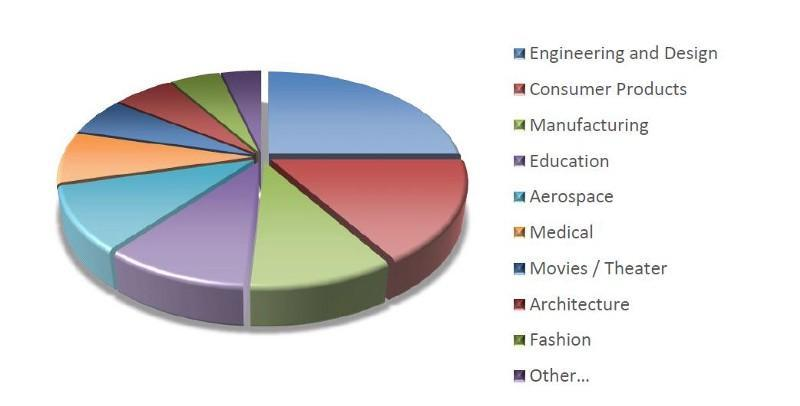 Engineering and Design
Consumer Products
Manufacturing
Education
Aerospace
Medical
Movies / Theater
Architecture
Fashion
Other...